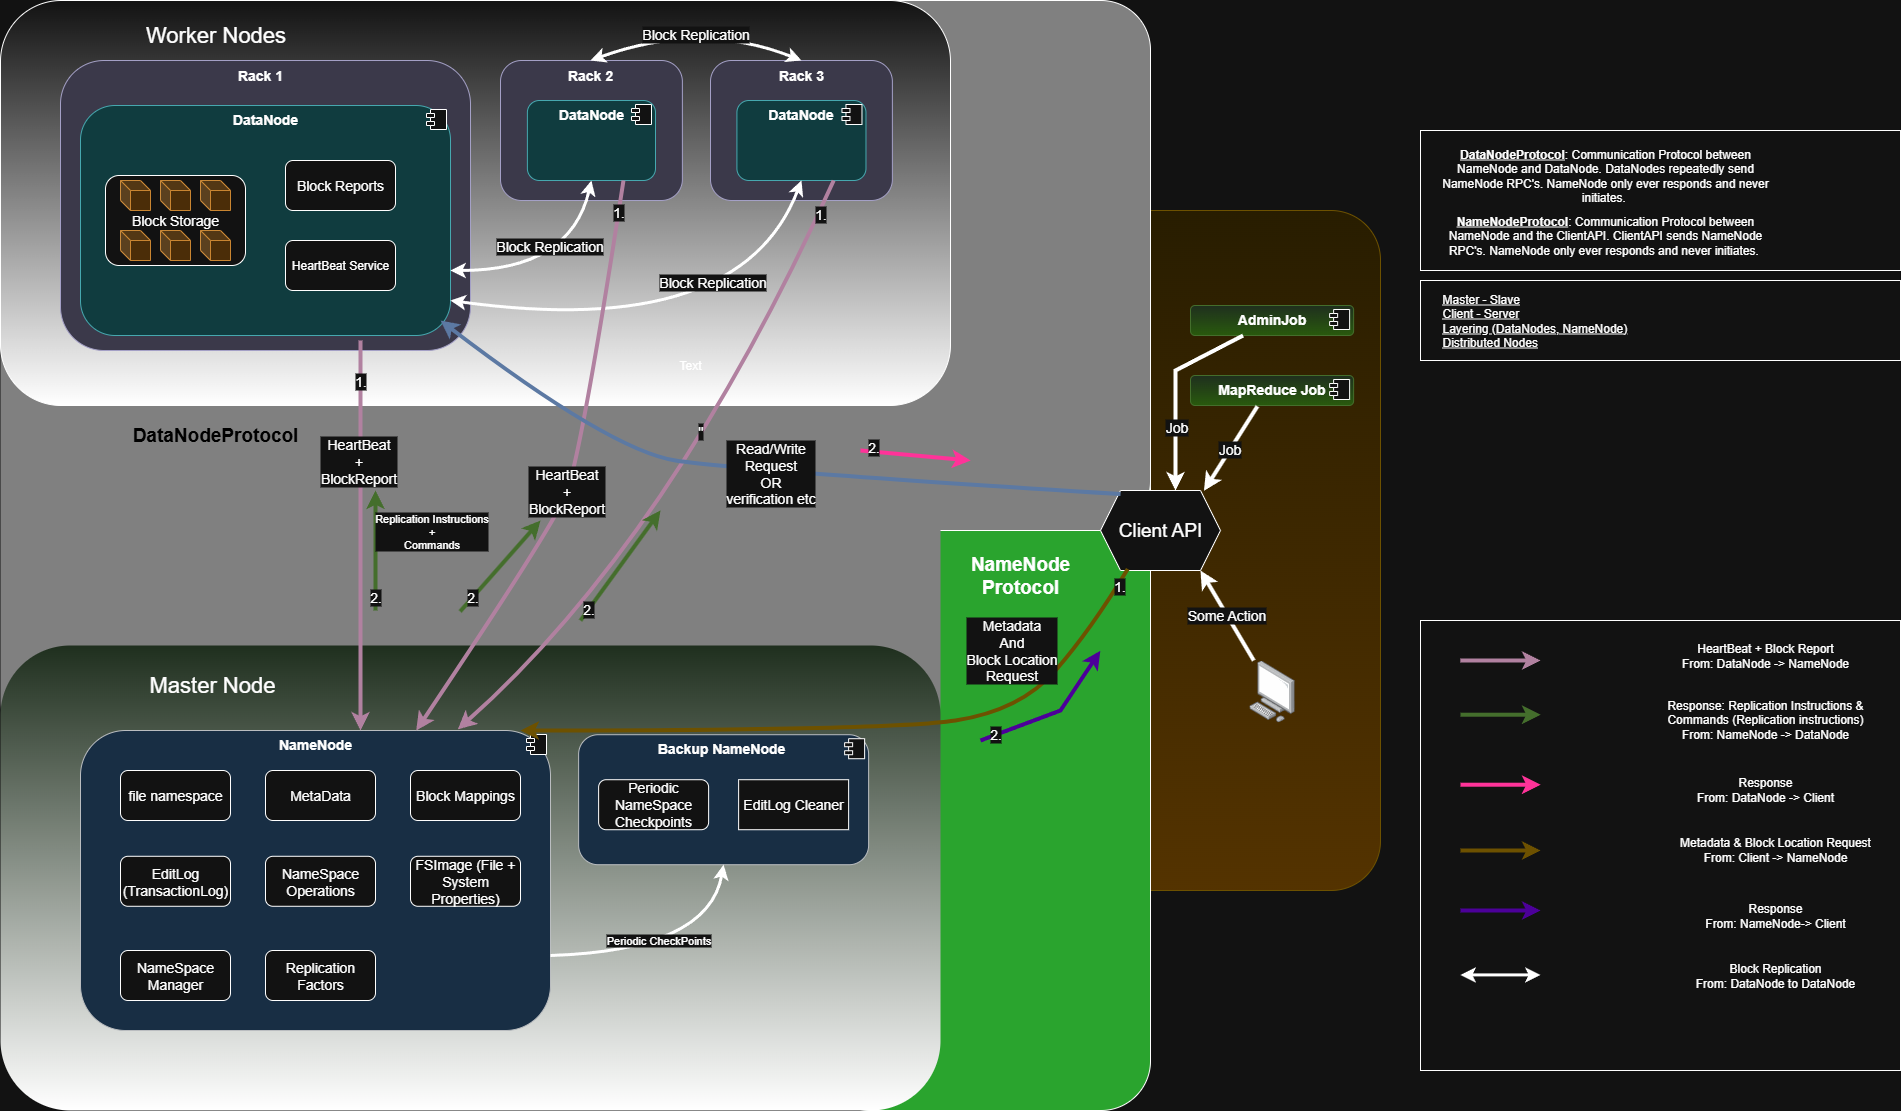 Worker Nodes
Rack 1
DataNode
Block Storage
Block Reports
HeartBeat Service
Rack 2
DataNode
Rack 3
DataNode
Block Replication
Block Replication
Block Replication
1.
1.
1.
Text
DataNodeProtocol
HeartBeat
+
BlockReport
HeartBeat
+
BlockReport
"
Replication Instructions
+
Commands
2.
2.
2.
Read/Write
Request
OR
verification etc
2.
AdminJob
MapReduce Job
Job
Job
Client API
Some Action
NameNode
Protocol
1.
Metadata
And
Block Location
Request
2.
Master Node
NameNode
file namespace
MetaData
Block Mappings
EditLog
(TransactionLog)
NameSpace
Operations
FSImage (File +
System
Properties)
NameSpace
Manager
Replication
Factors
Backup NameNode
Periodic
NameSpace
Checkpoints
EditLog Cleaner
Periodic CheckPoints
DataNodeProtocol: Communication Protocol between
NameNode and DataNode. DataNodes repeatedly send
NameNode RPC's. NameNode only ever responds and never
initiates.
NameNodeProtocol: Communication Protocol between
NameNode and the ClientAPI. ClientAPI sends NameNode
RPC's. NameNode only ever responds and never initiates.
Master - Slave
Client - Server
Layering (DataNodes, NameNode)
Distributed Nodes
HeartBeat + Block Report
From: DataNode -> NameNode
Response: Replication Instructions &
Commands (Replication instructions)
From: NameNode -> DataNode
Response
From: DataNode -> Client
Metadata & Block Location Request
From: Client -> NameNode
Response
From: NameNode-> Client
Block Replication
From: DataNode to DataNode